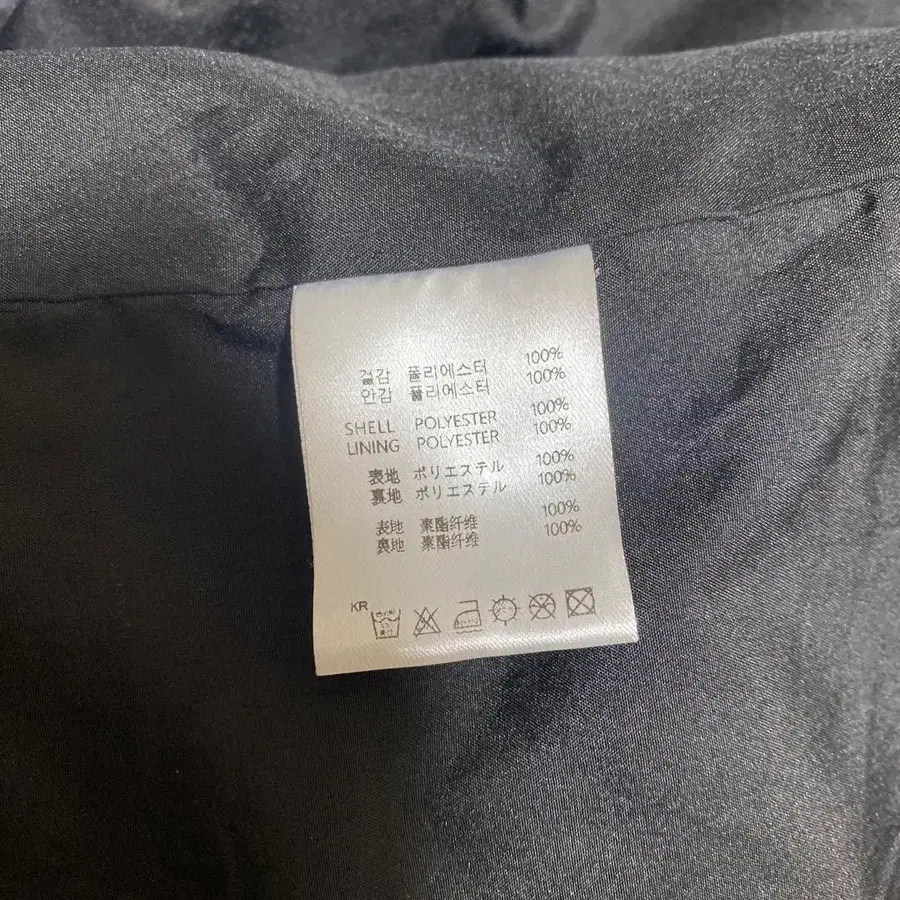 겉감 폴리에스터 100%
안감 폴리에스터 100%
SHELL POLYESTER 100%
LINING POLYESTER 100%
表地 ポリエステル 100%
裏地 ポリエステル 100%
表地 聚酯纤维 100%
裏地 聚酯纤维 100%
KR